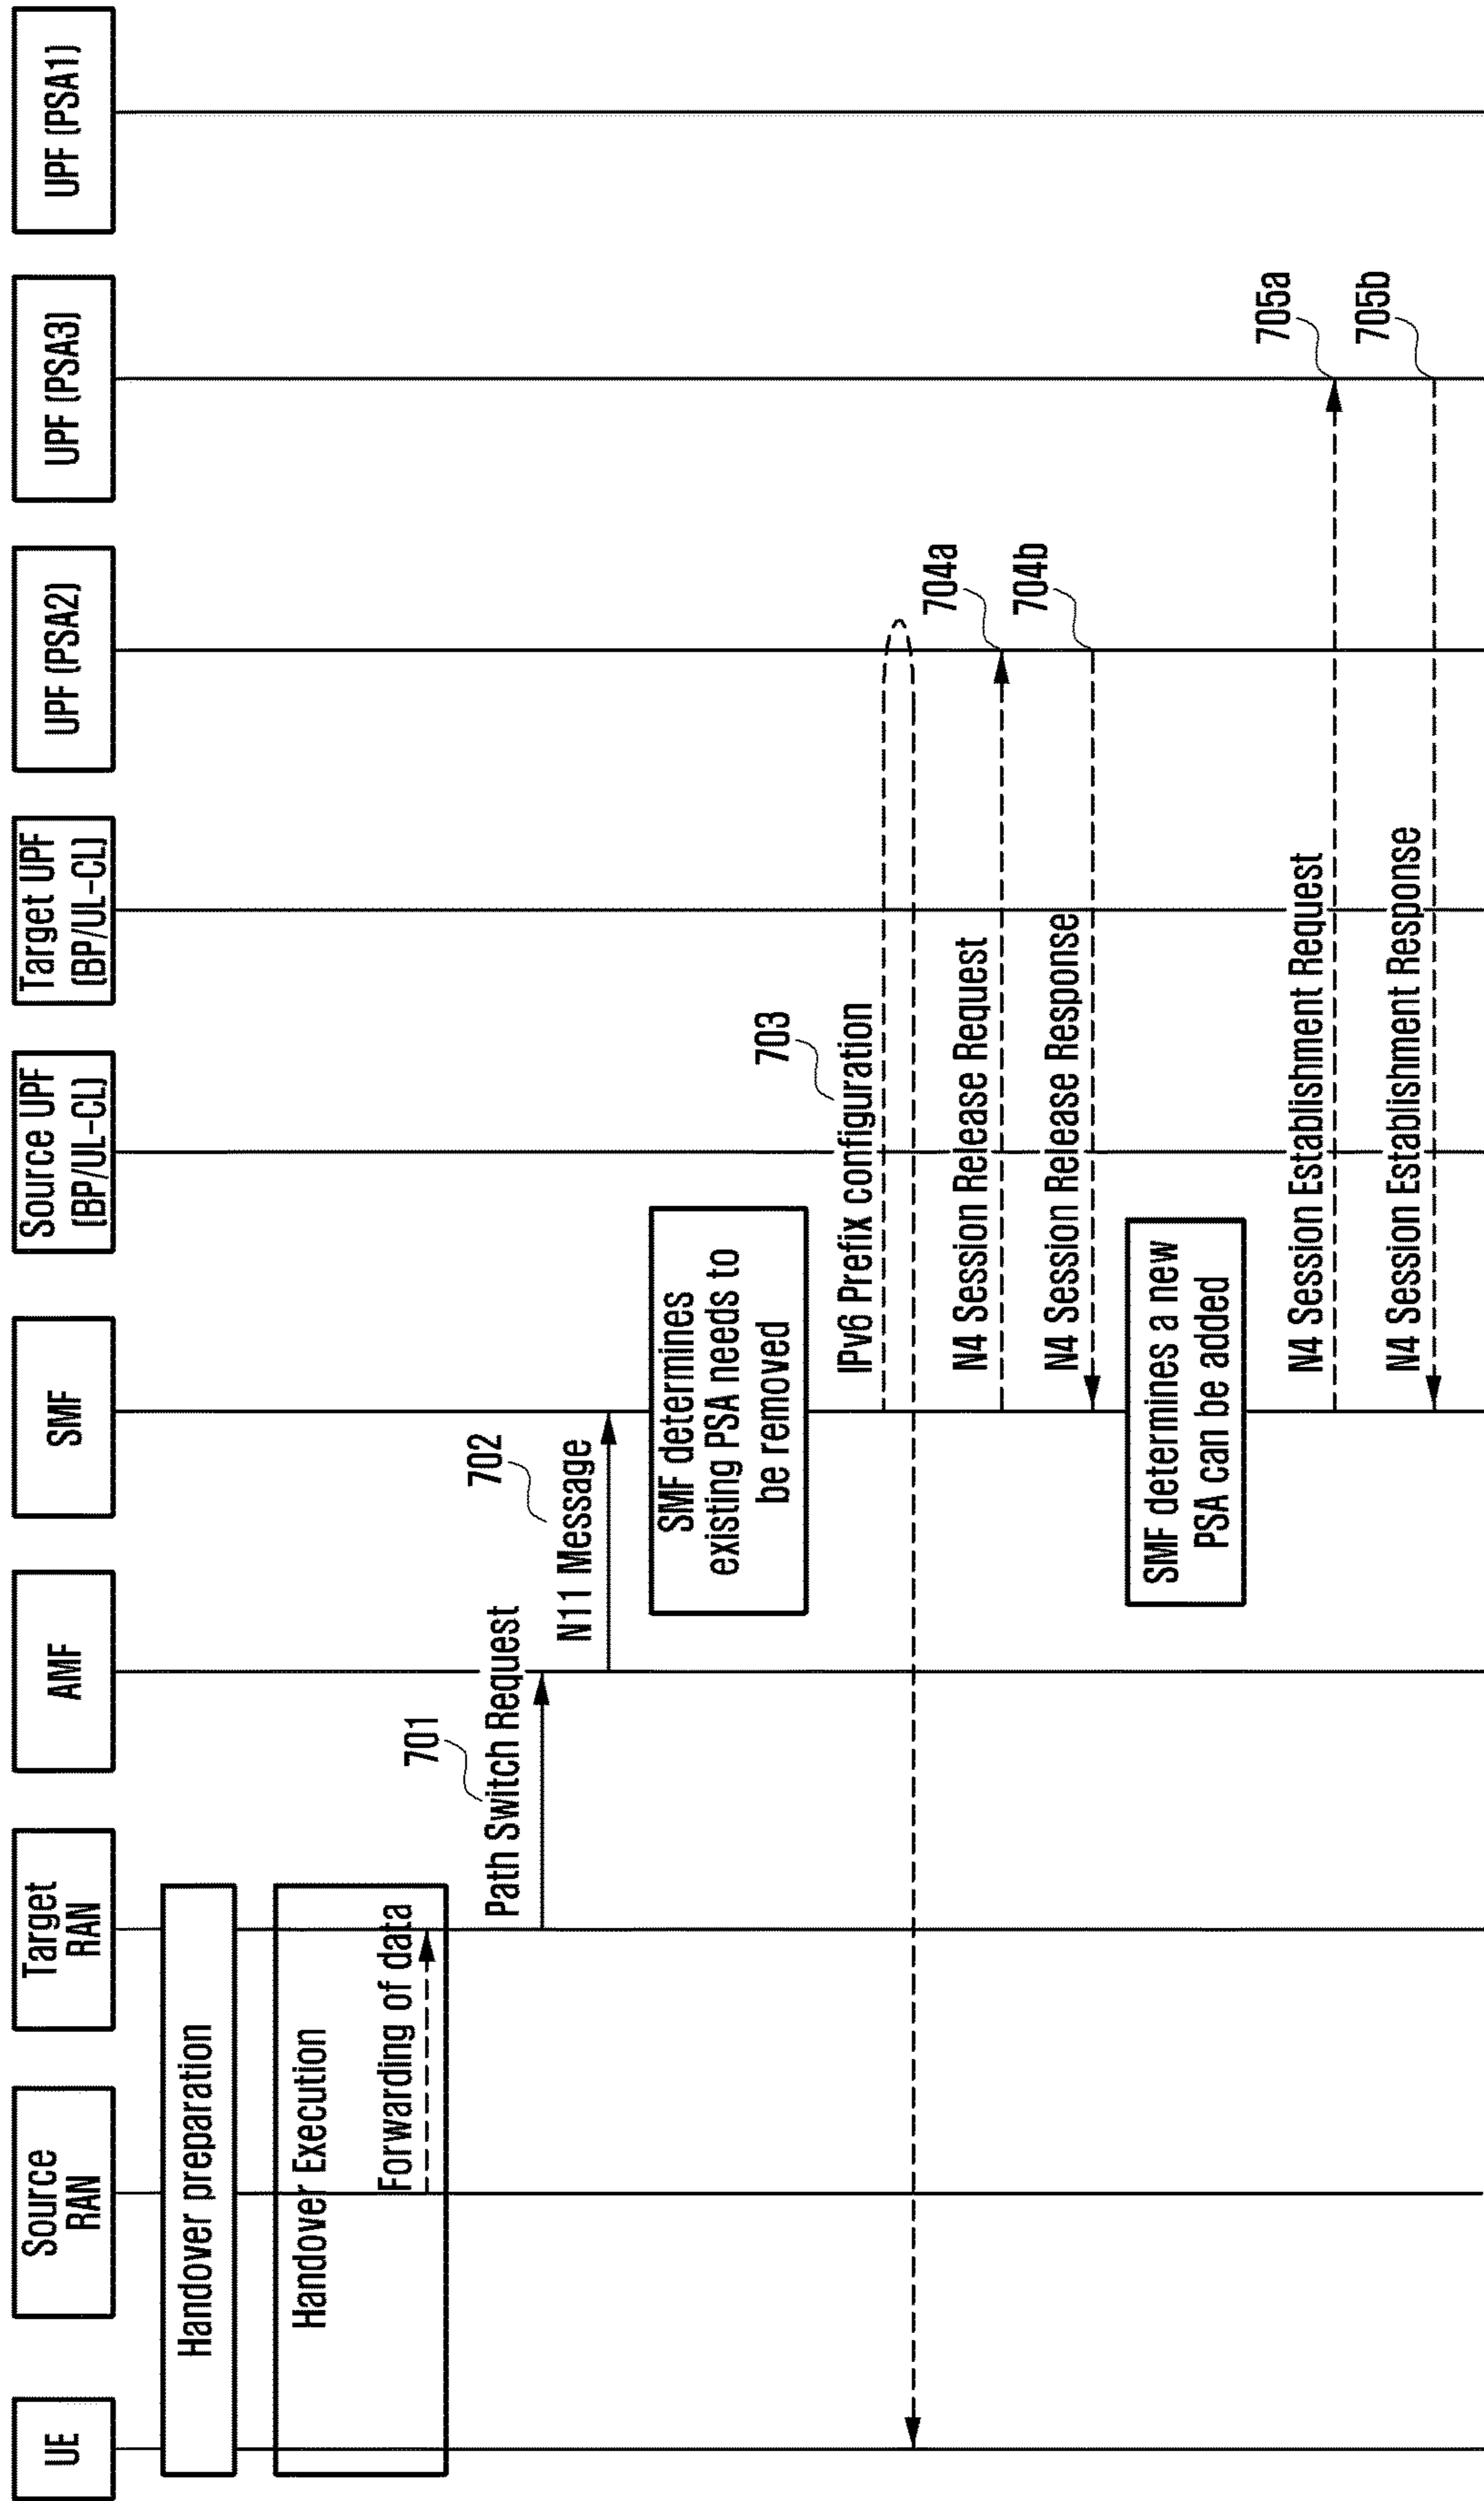 UE
Source
RAN
Target
RAN
AMF
SMF
Source UPF
(BP/UL-CL)
Target UPF
(BP/UL-CL)
UPF (PSA2)
UPF (PSA3)
UPF (PSA1)
Handover preparation
Handover Execution
Forwarding of data
701
Path Switch Request
702
N11 Message
SMF determines
existing PSA needs to
be removed
703
IPv6 Prefix configuration
704a
N4 Session Release Request
704b
N4 Session Release Response
SMF determines a new
PSA can be added
705a
N4 Session Establishment Request
705b
N4 Session Establishment Response